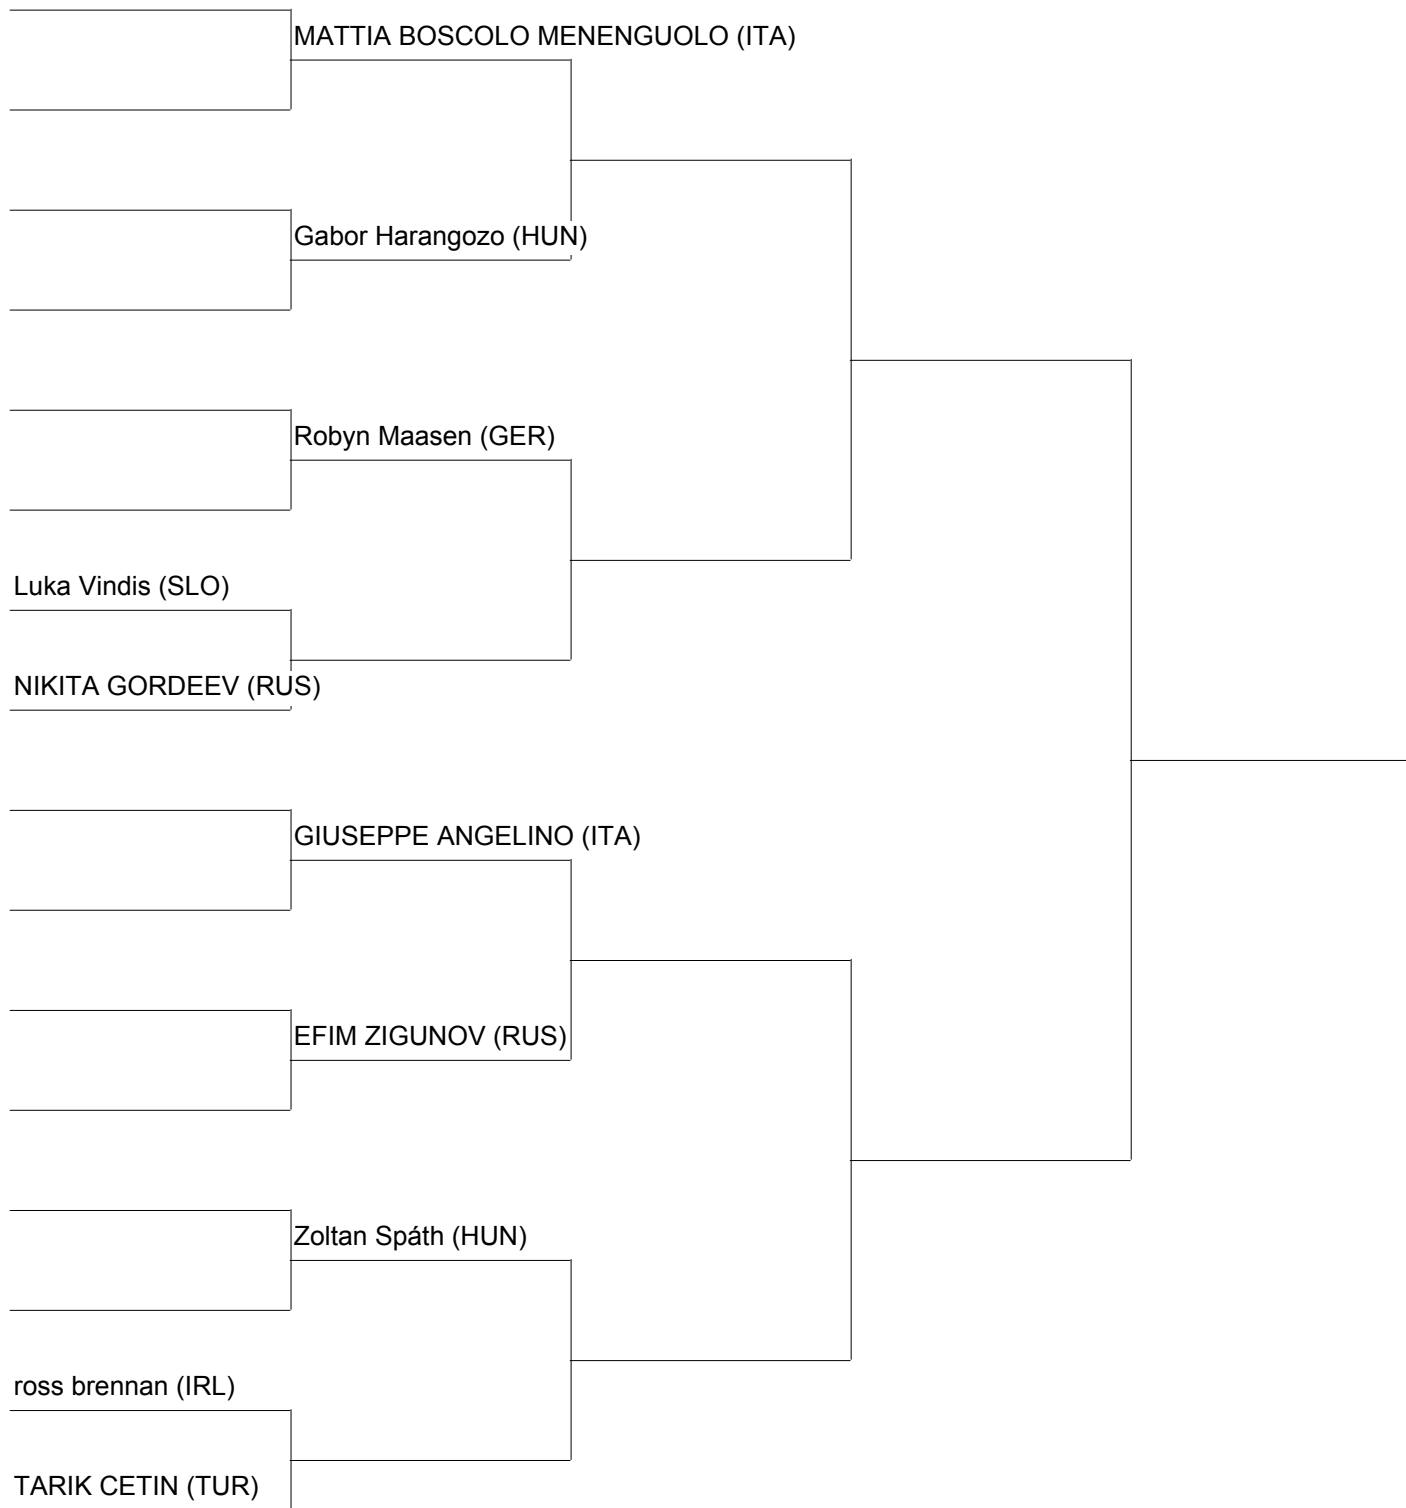 MATTIA BOSCOLO MENENGUOLO (ITA)
Gabor Harangozo (HUN)
Robyn Maasen (GER)
Luka Vindis (SLO)
NIKITA GORDEEV (RUS)
GIUSEPPE ANGELINO (ITA)
EFIM ZIGUNOV (RUS)
Zoltan Spáth (HUN)
ross brennan (IRL)
TARIK CETIN (TUR)